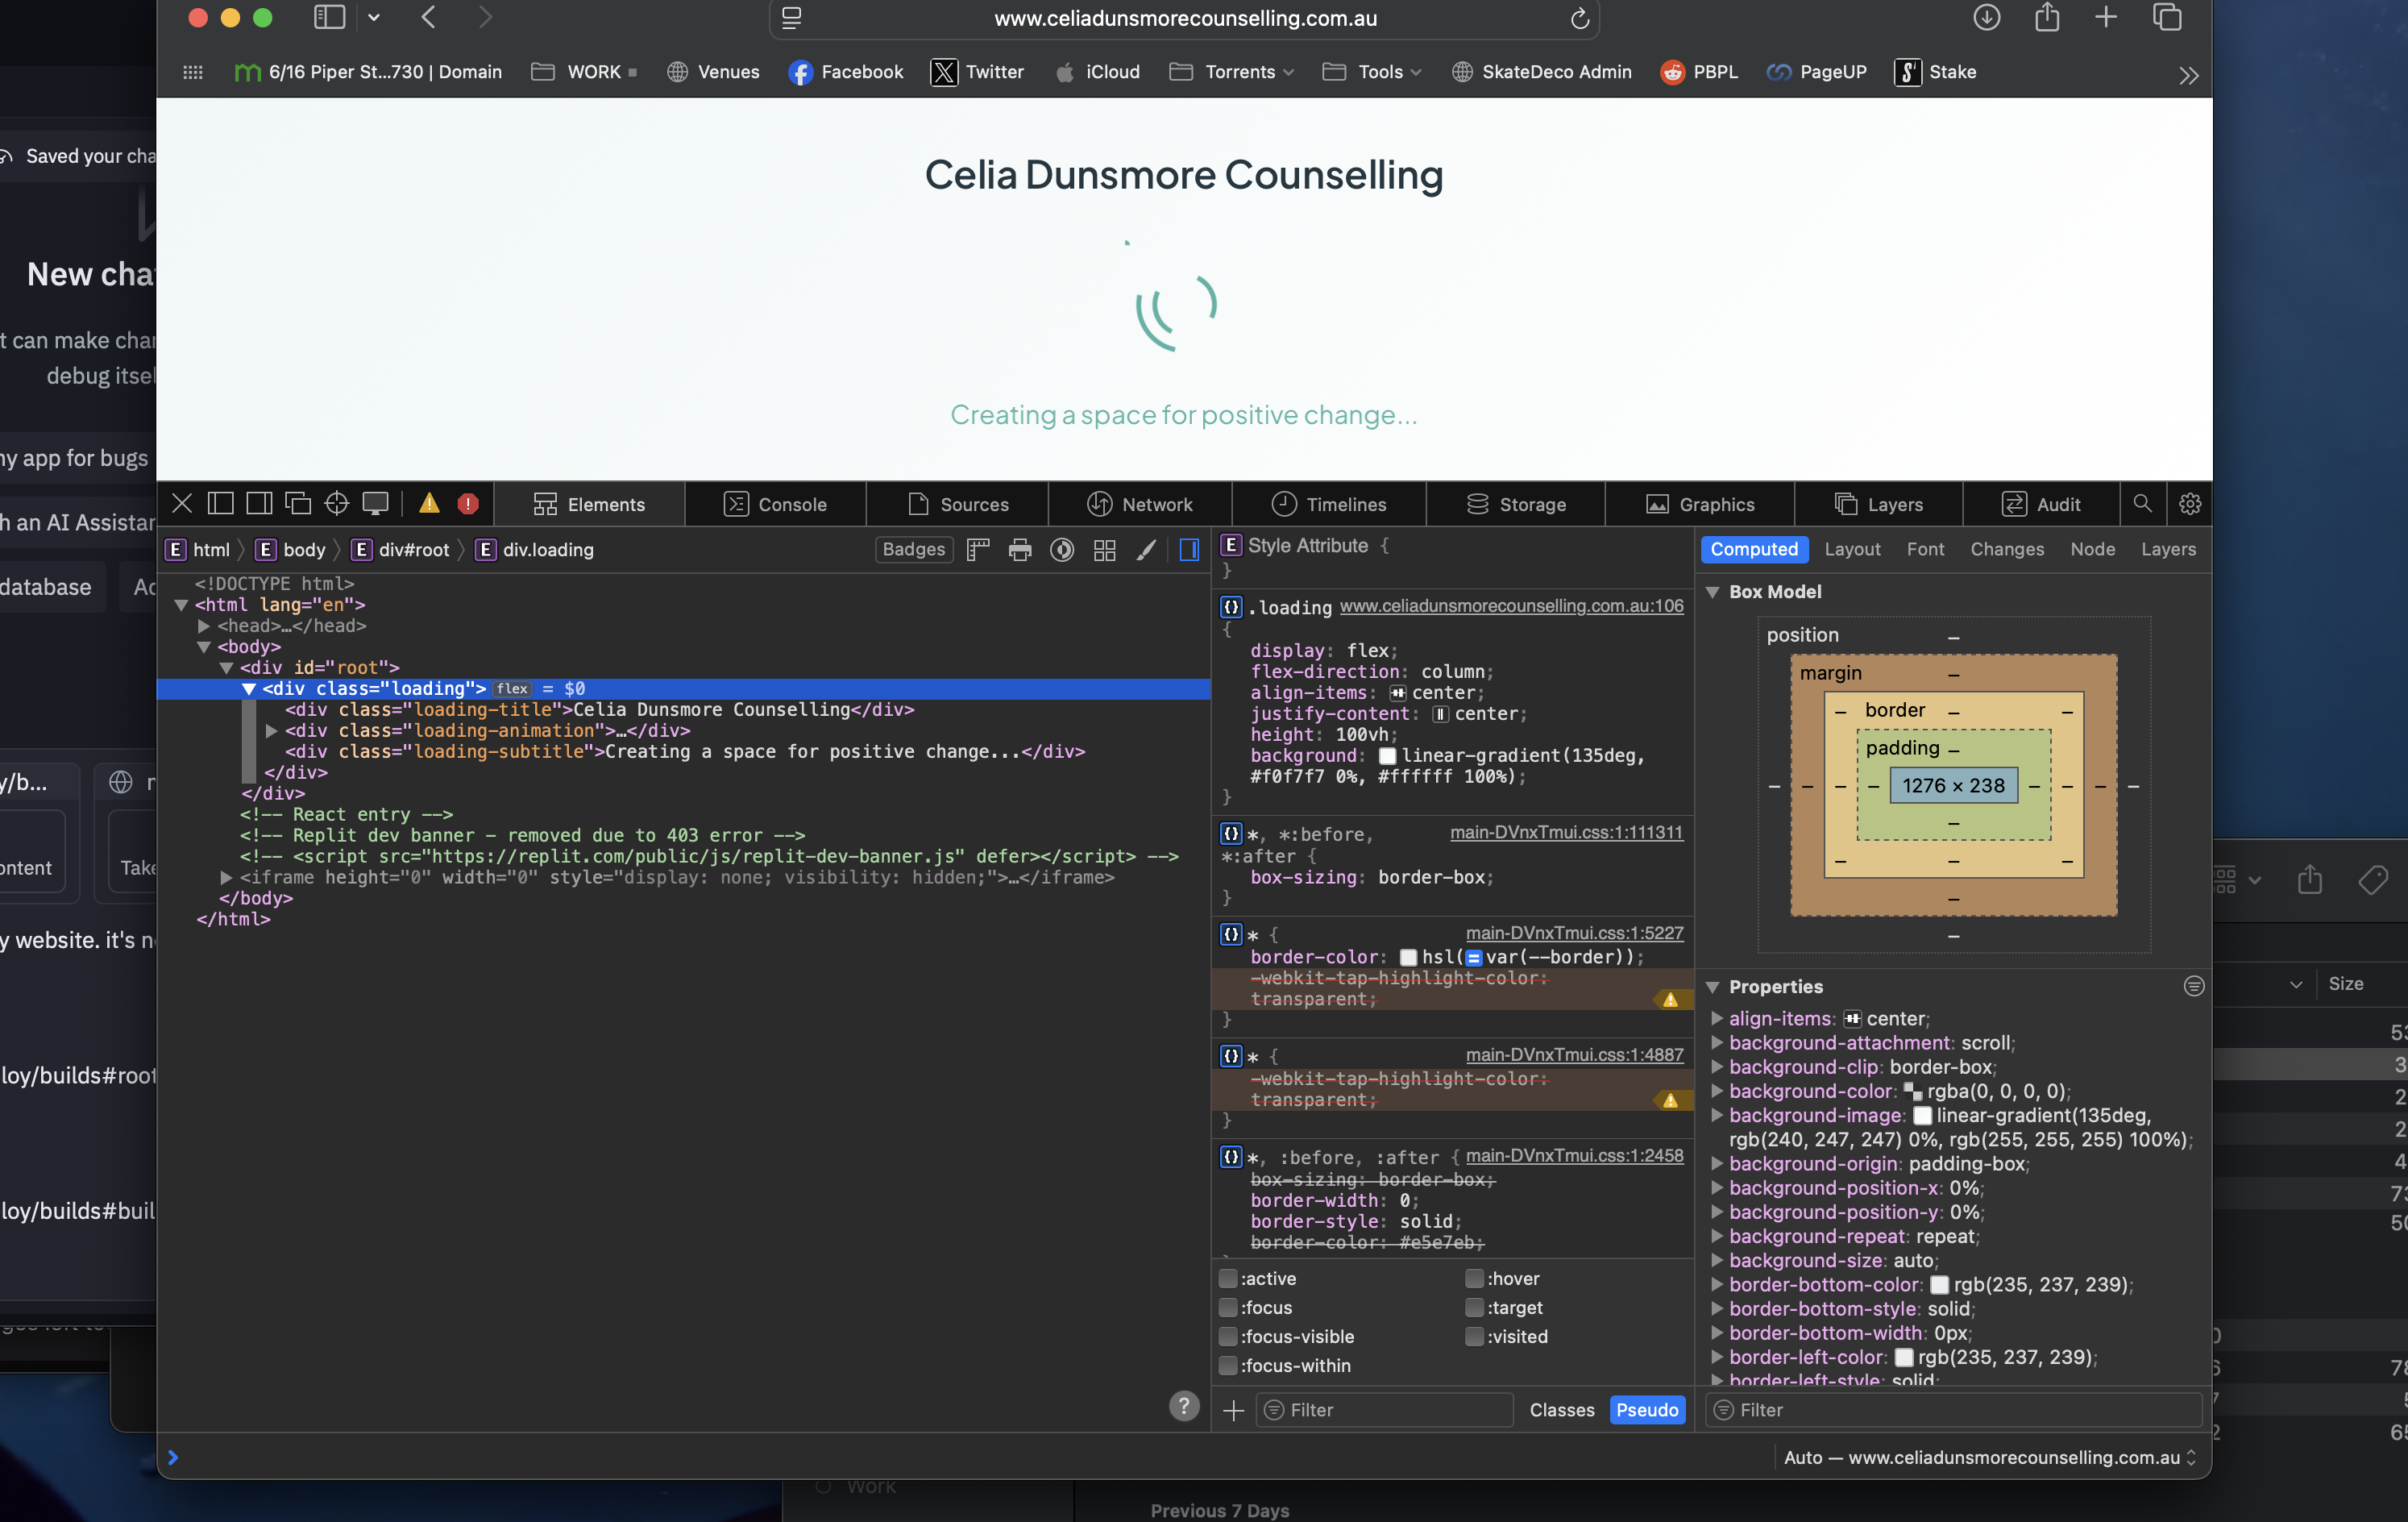 www.celiadunsmorecounselling.com.au
6/16 Piper St...730 | Domain
WORK
Venues
Facebook
Twitter
iCloud
Torrents
Tools
SkateDeco Admin
PBPL
PageUP
Stake
Saved your cha
New cha
t can make char
debug itsel
my app for bugs
h an AI Assistar
database
Ac
y/b...
ontent
Take
y website. it's n
loy/builds#root
loy/builds#buil
Celia Dunsmore Counselling
Creating a space for positive change...
Elements
Console
Sources
Network
Timelines
Storage
Graphics
Layers
Audit
E html
E body
E div#root
E div.loading
Badges
<!DOCTYPE html>
<html lang="en">
<head>…</head>
<body>
<div id="root">
<div class="loading"> flex = $0
<div class="loading-title">Celia Dunsmore Counselling</div>
<div class="loading-animation">…</div>
<div class="loading-subtitle">Creating a space for positive change...</div>
</div>
</div>
<!-- React entry -->
<!-- Replit dev banner - removed due to 403 error -->
<!-- <script src="https://replit.com/public/js/replit-dev-banner.js" defer></script> -->
<iframe height="0" width="0" style="display: none; visibility: hidden;">…</iframe>
</body>
</html>
E Style Attribute {
}
.loading www.celiadunsmorecounselling.com.au:106
{
display: flex;
flex-direction: column;
align-items: center;
justify-content: center;
height: 100vh;
background: linear-gradient(135deg,
#f0f7f7 0%, #ffffff 100%);
}
*, *:before, main-DVnxTmui.css:1:111311
*:after {
box-sizing: border-box;
}
* { main-DVnxTmui.css:1:5227
border-color: hsl(var(--border));
-webkit-tap-highlight-color:
transparent;
}
* { main-DVnxTmui.css:1:4887
-webkit-tap-highlight-color:
transparent;
}
*, :before, :after { main-DVnxTmui.css:1:2458
box-sizing: border-box;
border-width: 0;
border-style: solid;
border-color: #e5e7eb;
:active
:hover
:focus
:target
:focus-visible
:visited
:focus-within
Filter
Classes
Pseudo
Computed
Layout
Font
Changes
Node
Layers
Box Model
position
margin
border
padding
1276 × 238
Properties
align-items: center;
background-attachment: scroll;
background-clip: border-box;
background-color: rgba(0, 0, 0, 0);
background-image: linear-gradient(135deg,
rgb(240, 247, 247) 0%, rgb(255, 255, 255) 100%);
background-origin: padding-box;
background-position-x: 0%;
background-position-y: 0%;
background-repeat: repeat;
background-size: auto;
border-bottom-color: rgb(235, 237, 239);
border-bottom-style: solid;
border-bottom-width: 0px;
border-left-color: rgb(235, 237, 239);
border-left-style: solid;
Filter
Auto — www.celiadunsmorecounselling.com.au
Size
Work
Previous 7 Days